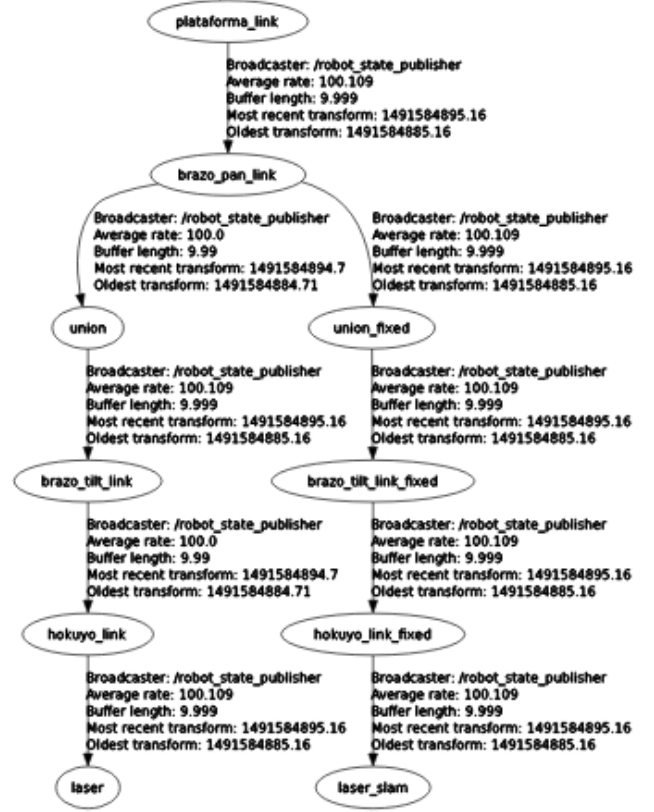 plataforma_link
Broadcaster: /robot_state_publisher
Average rate: 100.109
Buffer length: 9.999
Most recent transform: 1491584895.16
Oldest transform: 1491584885.16
brazo_pan_link
Broadcaster: /robot_state_publisher
Average rate: 100.0
Buffer length: 9.99
Most recent transform: 1491584894.7
Oldest transform: 1491584884.71
Broadcaster: /robot_state_publisher
Average rate: 100.109
Buffer length: 9.999
Most recent transform: 1491584895.16
Oldest transform: 1491584885.16
union
union_fixed
Broadcaster: /robot_state_publisher
Average rate: 100.109
Buffer length: 9.999
Most recent transform: 1491584895.16
Oldest transform: 1491584885.16
Broadcaster: /robot_state_publisher
Average rate: 100.109
Buffer length: 9.999
Most recent transform: 1491584895.16
Oldest transform: 1491584885.16
brazo_tilt_link
brazo_tilt_link_fixed
Broadcaster: /robot_state_publisher
Average rate: 100.0
Buffer length: 9.99
Most recent transform: 1491584894.7
Oldest transform: 1491584884.71
Broadcaster: /robot_state_publisher
Average rate: 100.109
Buffer length: 9.999
Most recent transform: 1491584895.16
Oldest transform: 1491584885.16
hokuyo_link
hokuyo_link_fixed
Broadcaster: /robot_state_publisher
Average rate: 100.109
Buffer length: 9.999
Most recent transform: 1491584895.16
Oldest transform: 1491584885.16
Broadcaster: /robot_state_publisher
Average rate: 100.109
Buffer length: 9.999
Most recent transform: 1491584895.16
Oldest transform: 1491584885.16
laser
laser_slam